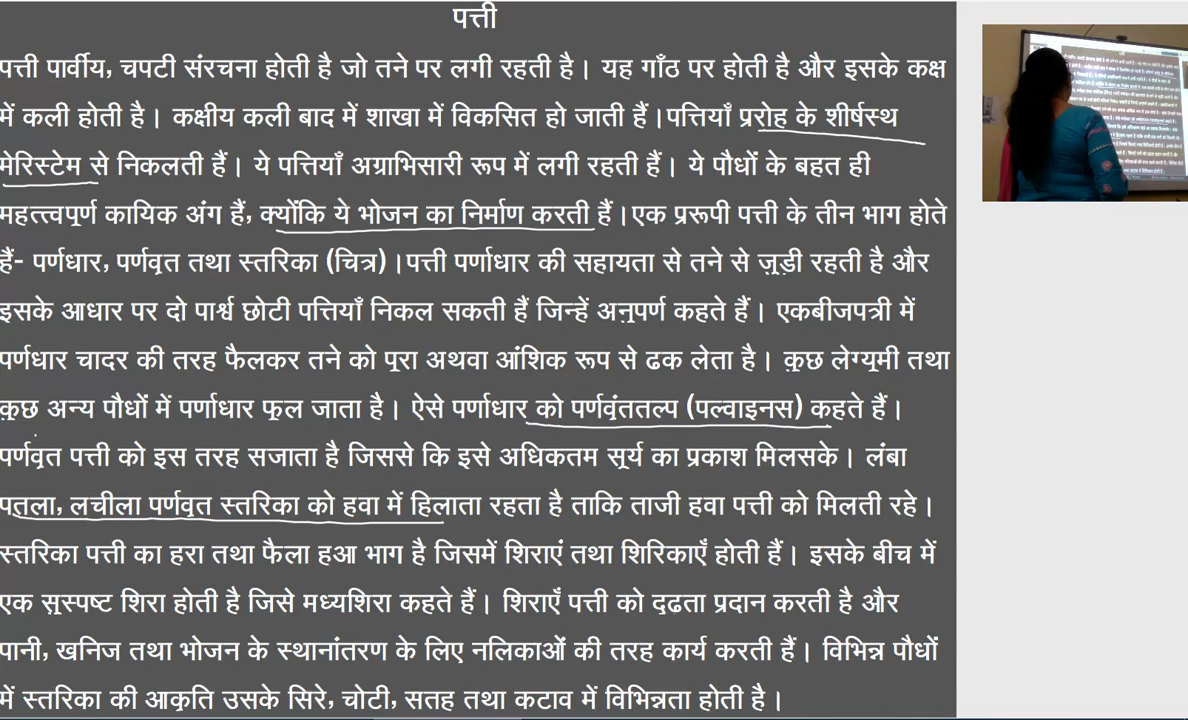 पत्ती
पत्ती पार्वीय, चपटी संरचना होती है जो तने पर लगी रहती है। यह गाँठ पर होती है और इसके कक्ष
में कली होती है। कक्षीय कली बाद में शाखा में विकसित हो जाती हैं।पत्तियाँ प्ररोह के शीर्षस्थ
मेरिस्टेम से निकलती हैं। ये पत्तियाँ अग्राभिसारी रूप में लगी रहती हैं। ये पौधों के बहत ही
महत्त्वपूर्ण कायिक अंग हैं, क्योंकि ये भोजन का निर्माण करती हैं।एक प्ररूपी पत्ती के तीन भाग होते
हैं- पर्णधार, पर्णवृत तथा स्तरिका (चित्र)।पत्ती पर्णाधार की सहायता से तने से जुड़ी रहती है और
इसके आधार पर दो पार्श्व छोटी पत्तियाँ निकल सकती हैं जिन्हें अनुपर्ण कहते हैं। एकबीजपत्री में
पर्णधार चादर की तरह फैलकर तने को पूरा अथवा आंशिक रूप से ढक लेता है। कुछ लेग्यूमी तथा
कुछ अन्य पौधों में पर्णाधार फूल जाता है। ऐसे पर्णाधार को पर्णवृंततल्प (पल्वाइनस) कहते हैं।
पर्णवृत पत्ती को इस तरह सजाता है जिससे कि इसे अधिकतम सूर्य का प्रकाश मिलसके। लंबा
पतला, लचीला पर्णवृत स्तरिका को हवा में हिलाता रहता है ताकि ताजी हवा पत्ती को मिलती रहे।
स्तरिका पत्ती का हरा तथा फैला हआ भाग है जिसमें शिराएं तथा शिरिकाएँ होती हैं। इसके बीच में
एक सुस्पष्ट शिरा होती है जिसे मध्यशिरा कहते हैं। शिराएँ पत्ती को दृढता प्रदान करती है और
पानी, खनिज तथा भोजन के स्थानांतरण के लिए नलिकाओं की तरह कार्य करती हैं। विभिन्न पौधों
में स्तरिका की आकृति उसके सिरे, चोटी, सतह तथा कटाव में विभिन्नता होती है।